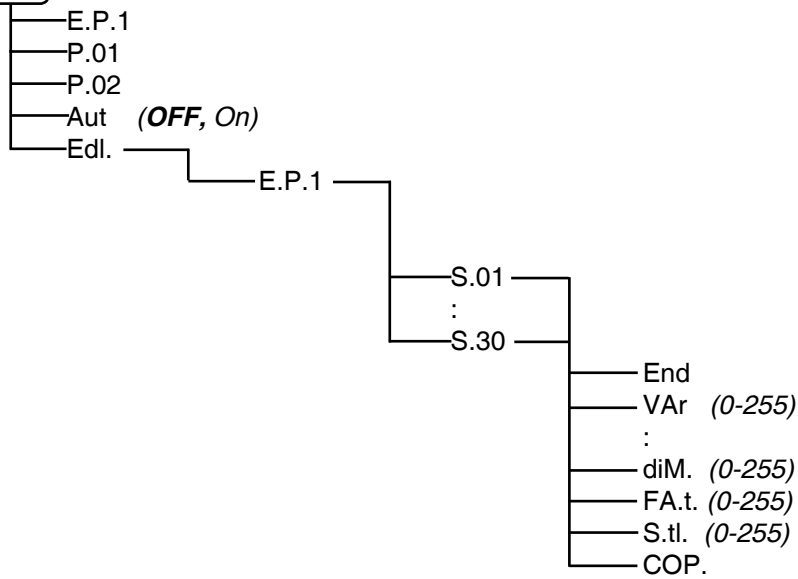 E.P.1
P.01
P.02
Aut (OFF, On)
Edl.
E.P.1
S.01
:
S.30
End
VAr (0-255)
:
diM. (0-255)
FA.t. (0-255)
S.tl. (0-255)
COP.